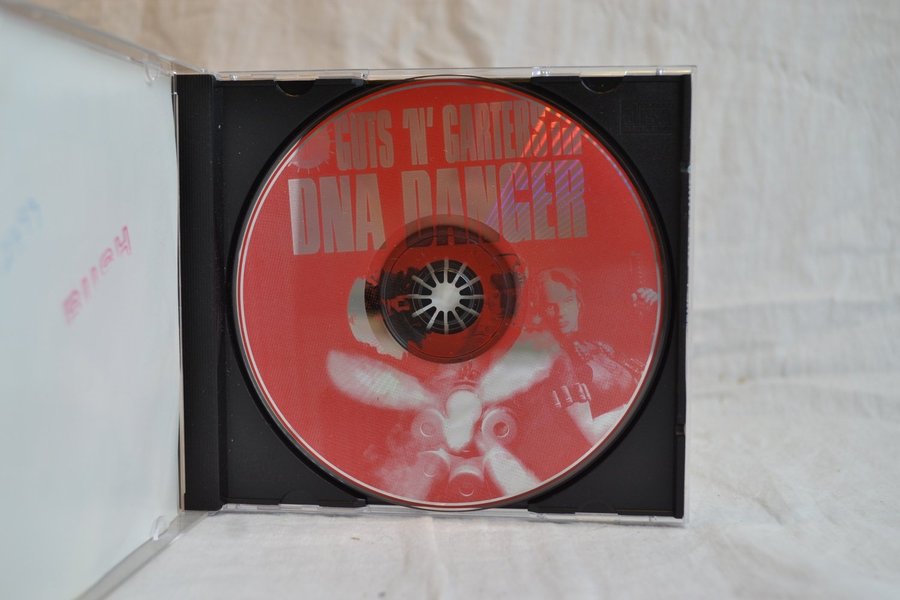 GUTS 'N' GARTERS IN
DNA DANGER